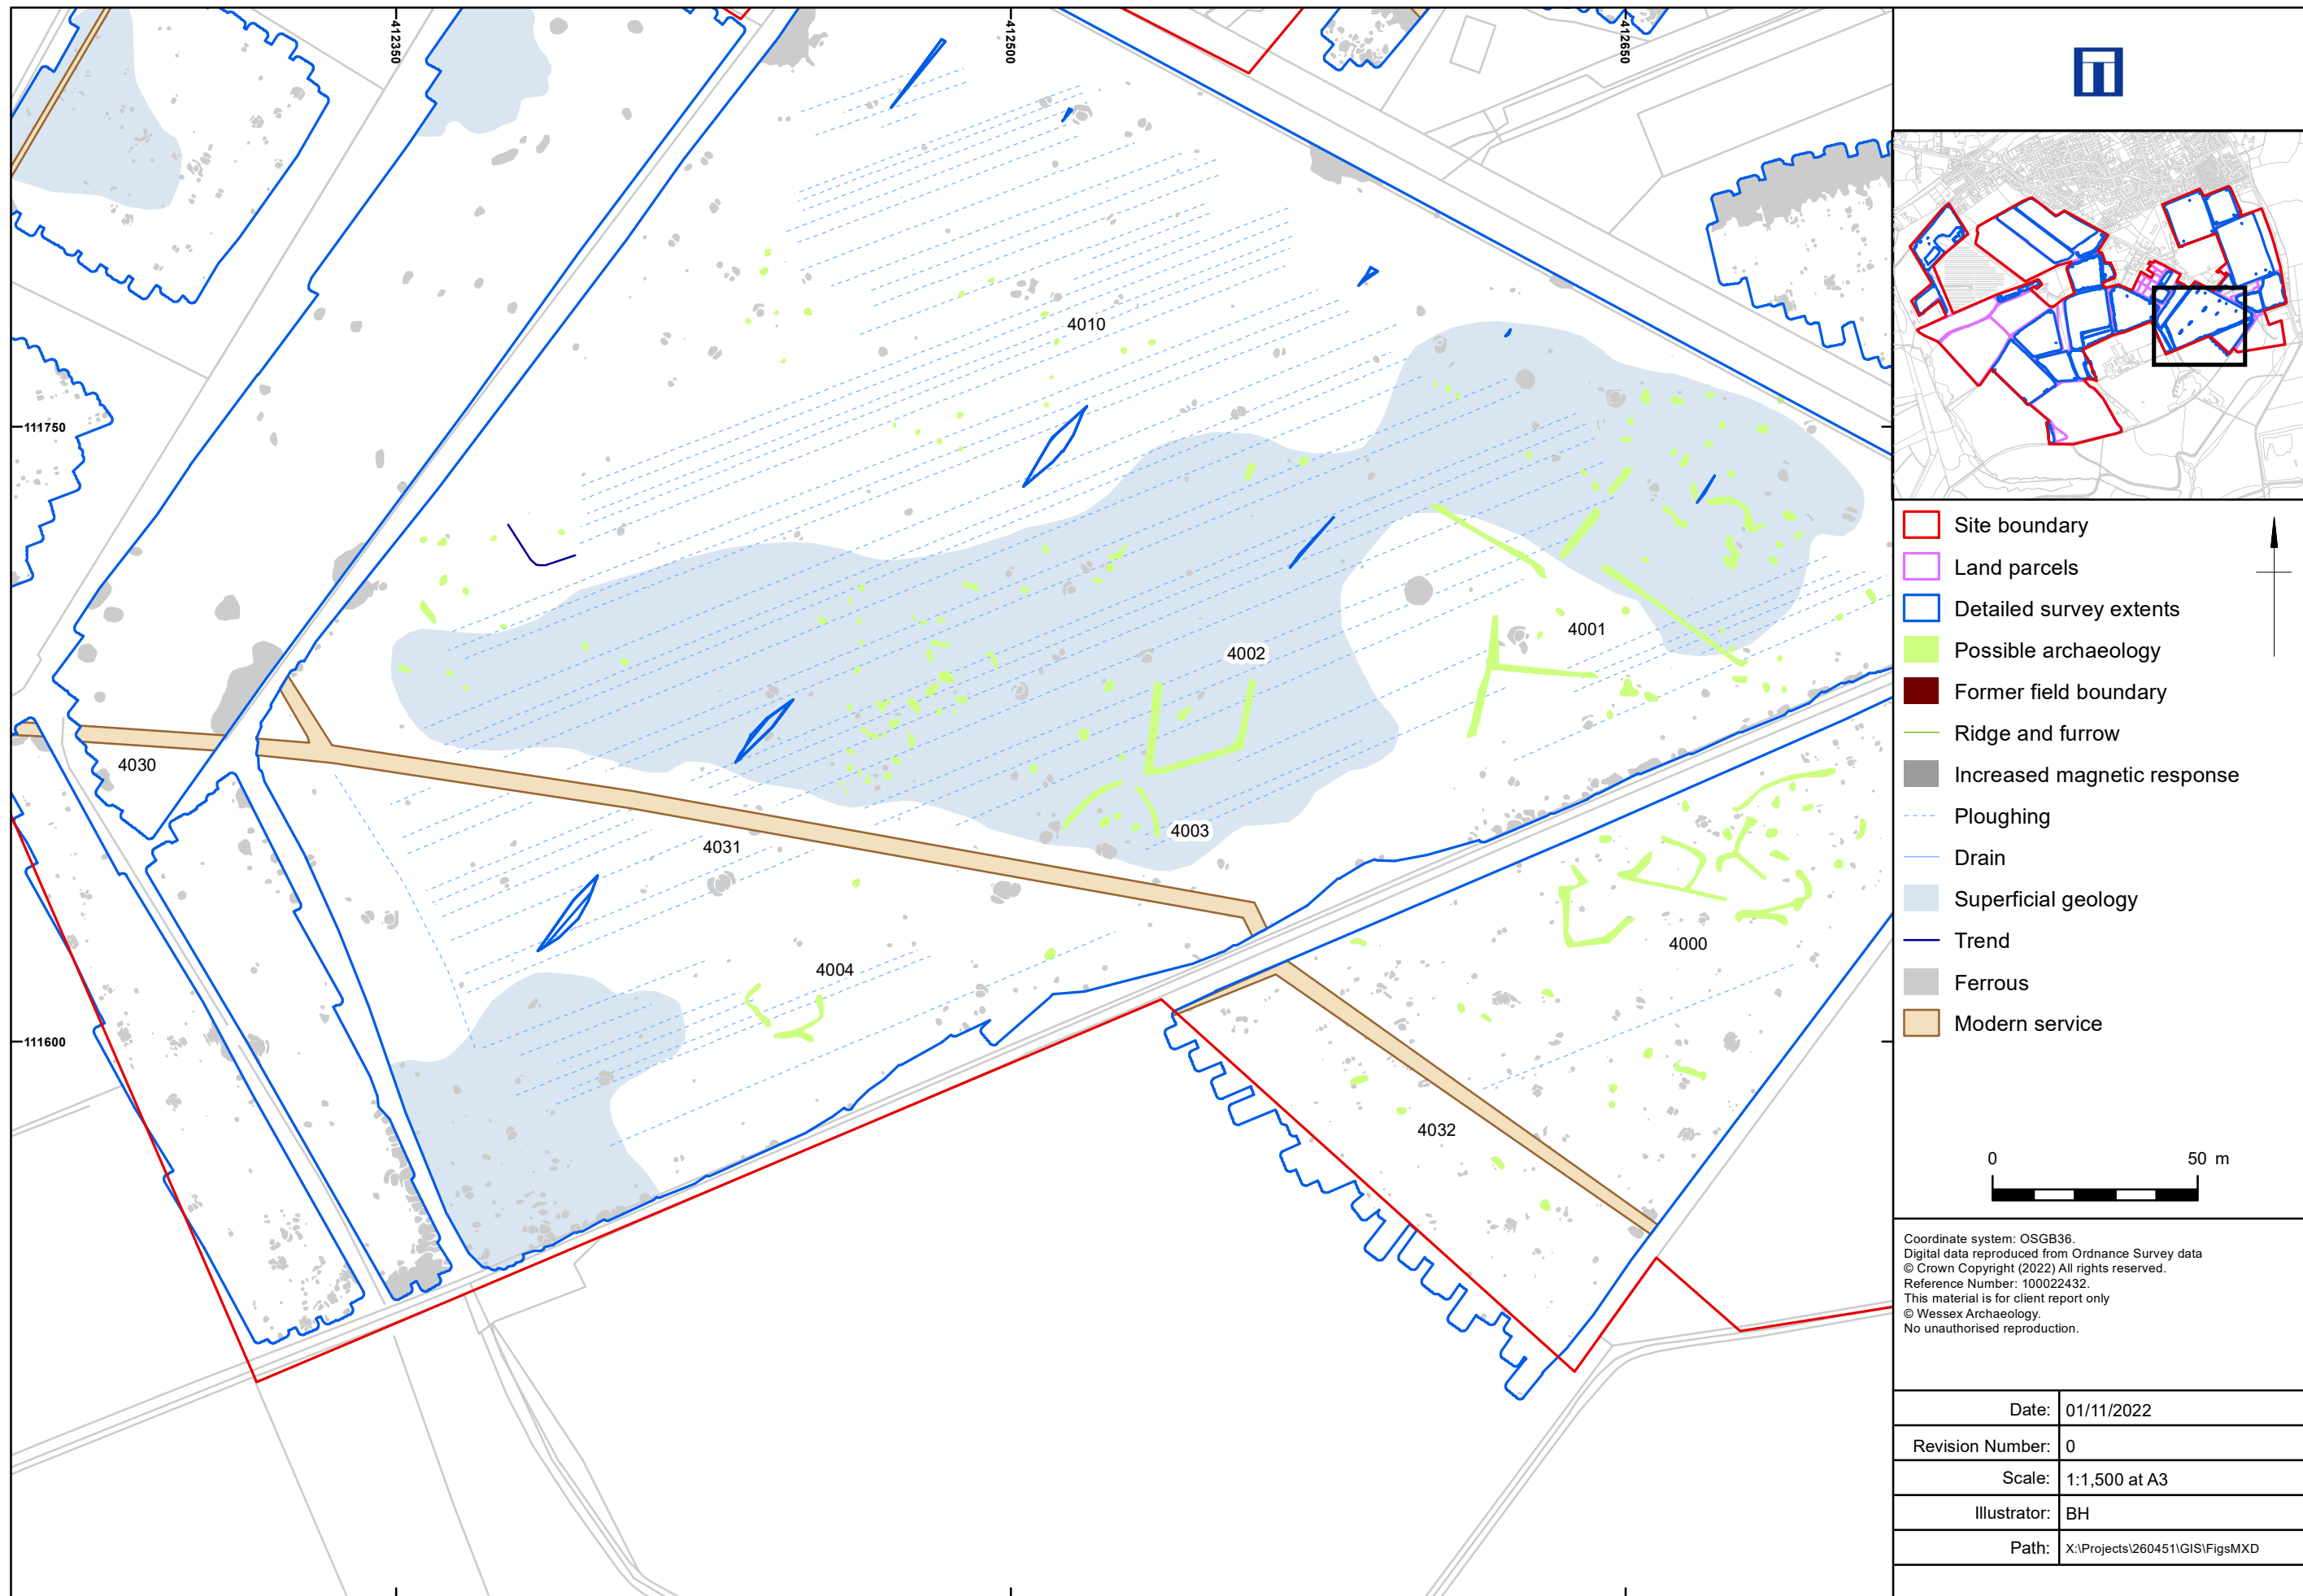 412350
412500
412650
111750
111600
4010
4001
4002
4003
4030
4031
4004
4000
4032
Site boundary
Land parcels
Detailed survey extents
Possible archaeology
Former field boundary
Ridge and furrow
Increased magnetic response
Ploughing
Drain
Superficial geology
Trend
Ferrous
Modern service
0 50 m
Coordinate system: OSGB36.
Digital data reproduced from Ordnance Survey data
© Crown Copyright (2022) All rights reserved.
Reference Number: 100022432.
This material is for client report only
© Wessex Archaeology.
No unauthorised reproduction.
Date: 01/11/2022
Revision Number: 0
Scale: 1:1,500 at A3
Illustrator: BH
Path: X:\Projects\260451\GIS\FigsMXD